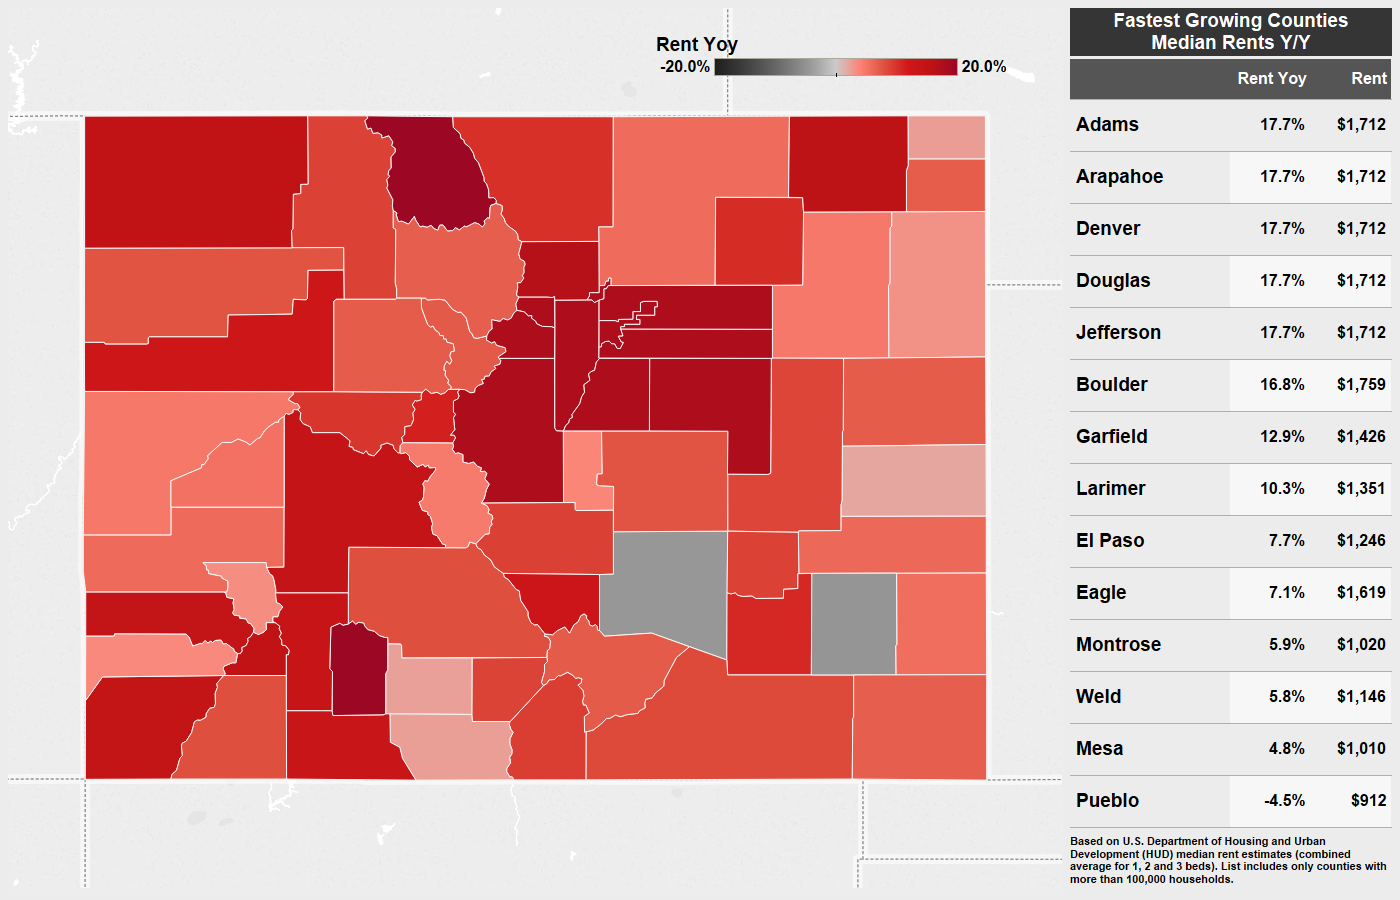 Rent Yoy
-20.0% 20.0%
Fastest Growing Counties
Median Rents Y/Y
Rent Yoy Rent
Adams 17.7% $1,712
Arapahoe 17.7% $1,712
Denver 17.7% $1,712
Douglas 17.7% $1,712
Jefferson 17.7% $1,712
Boulder 16.8% $1,759
Garfield 12.9% $1,426
Larimer 10.3% $1,351
El Paso 7.7% $1,246
Eagle 7.1% $1,619
Montrose 5.9% $1,020
Weld 5.8% $1,146
Mesa 4.8% $1,010
Pueblo -4.5% $912
Based on U.S. Department of Housing and Urban
Development (HUD) median rent estimates (combined
average for 1, 2 and 3 beds). List includes only counties with
more than 100,000 households.